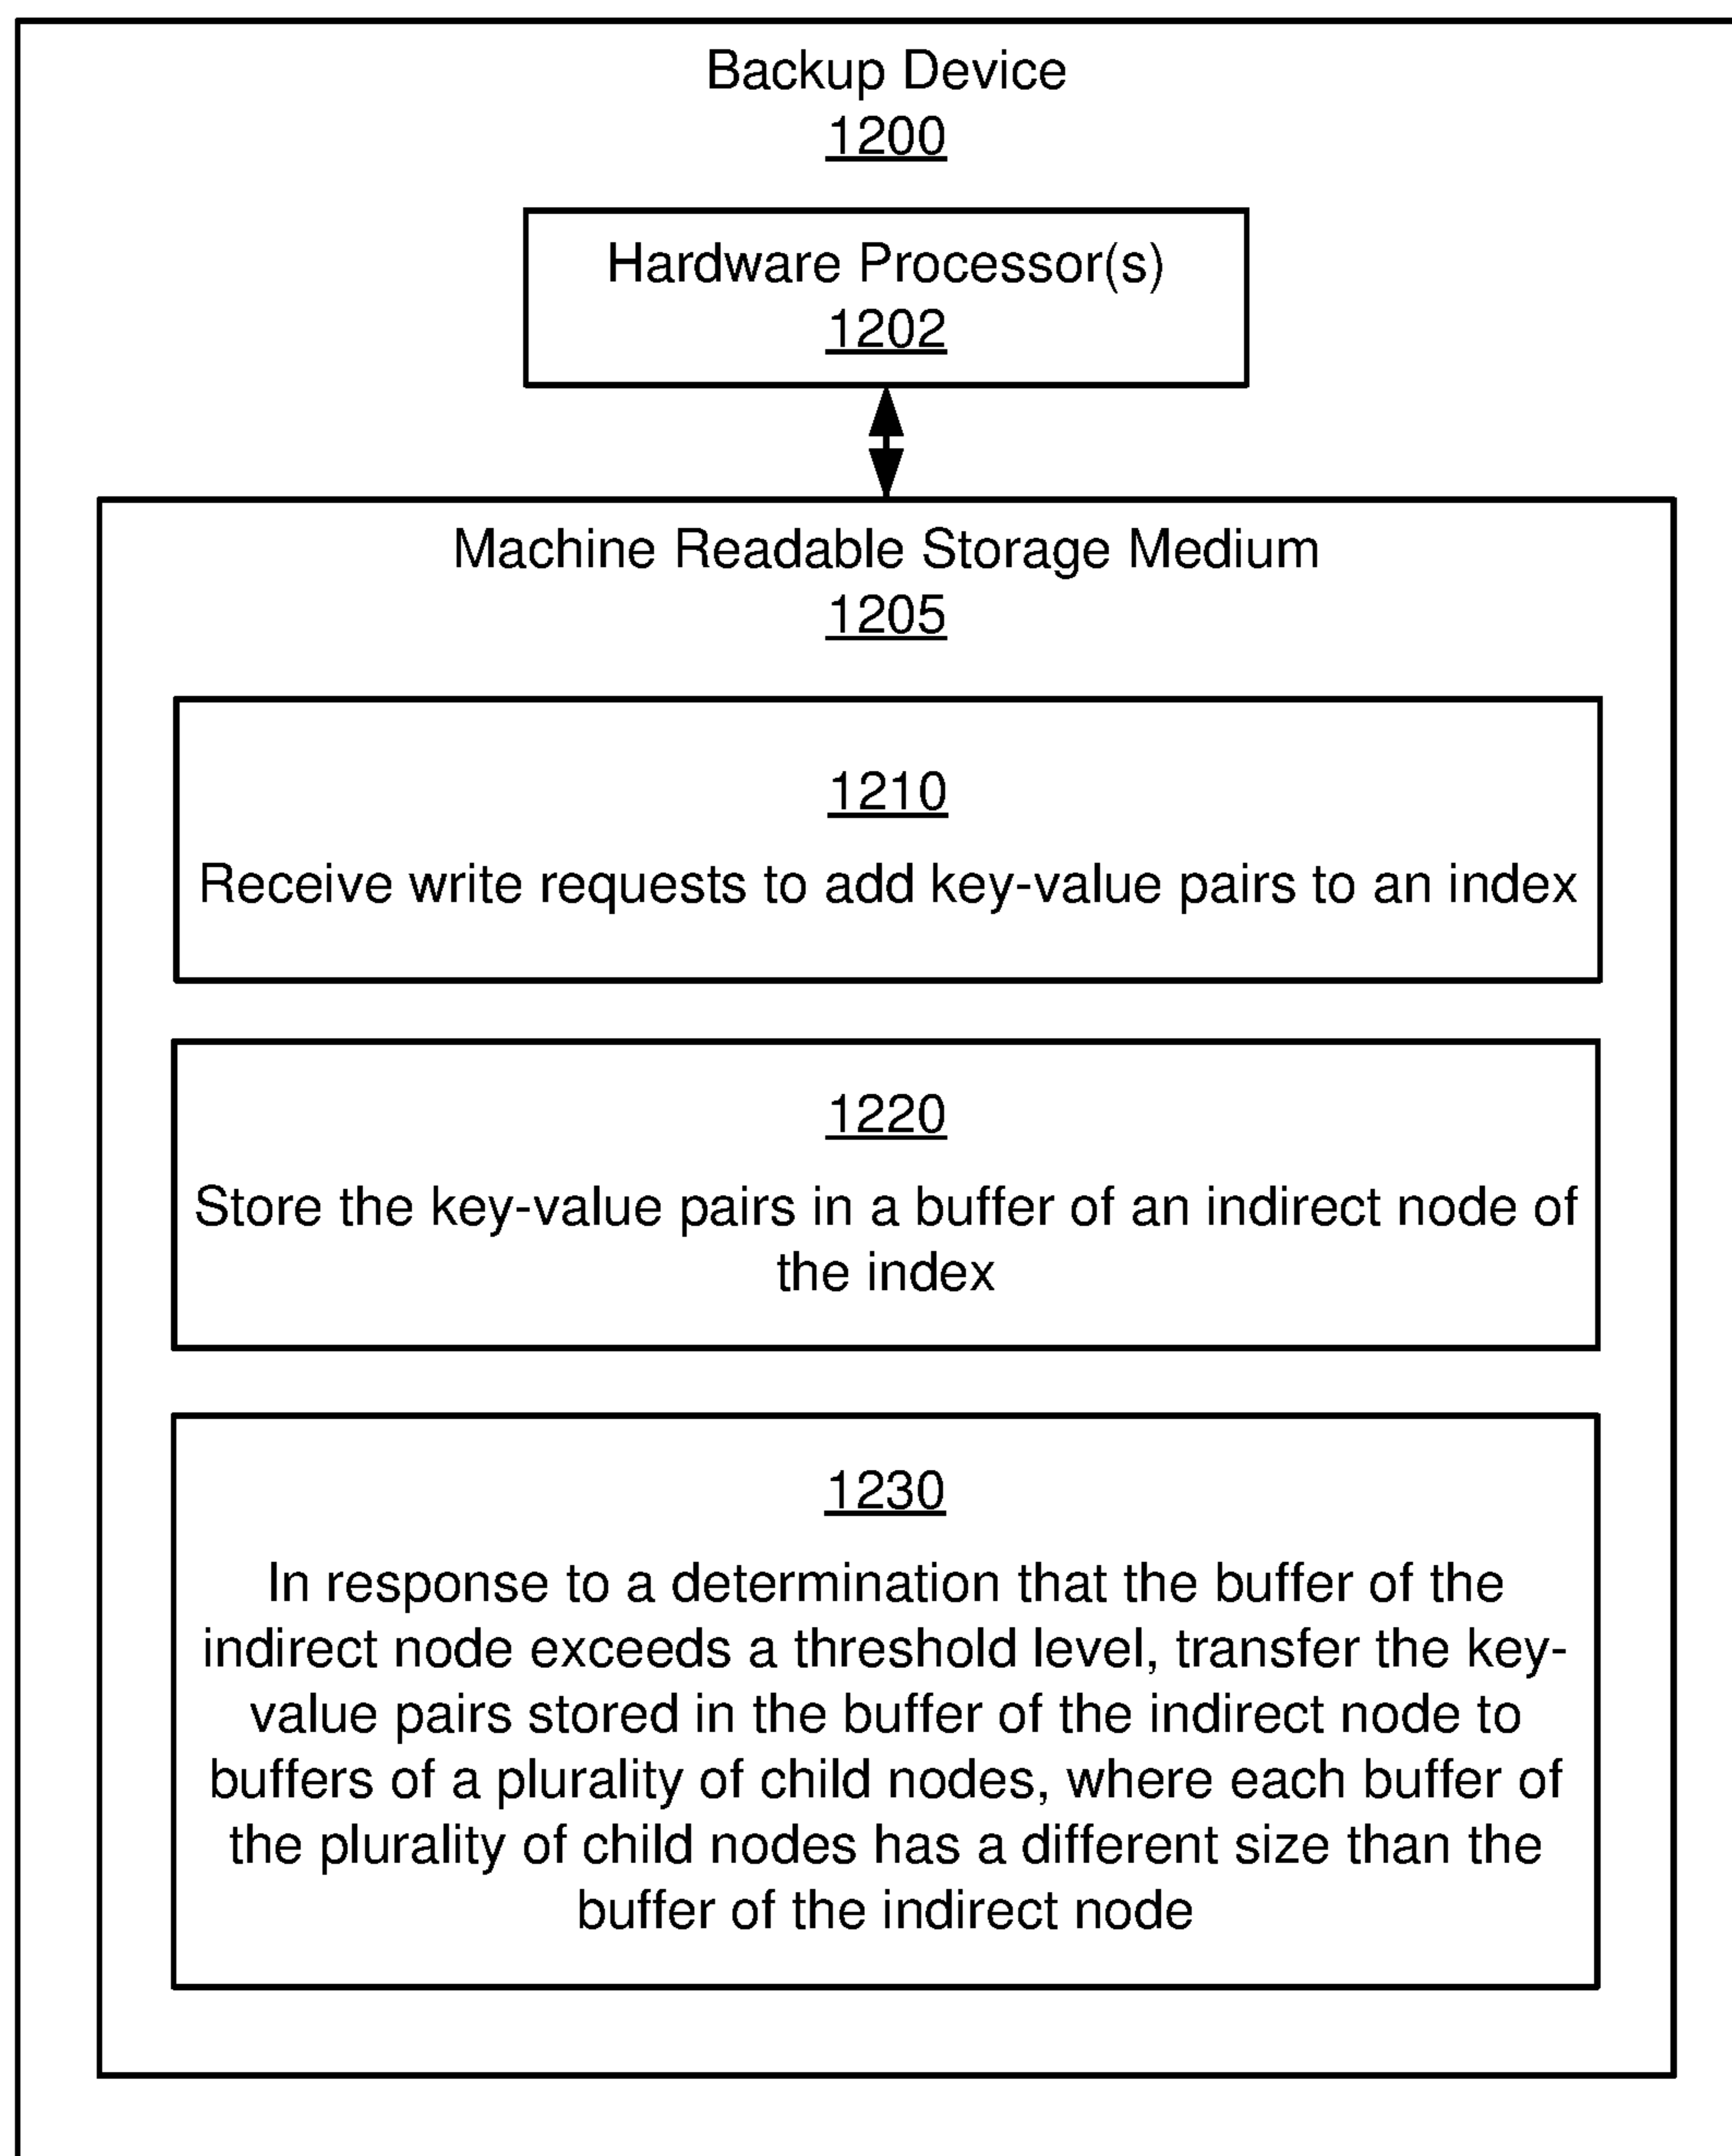 Backup Device
1200
Hardware Processor(s)
1202
Machine Readable Storage Medium
1205
1210
Receive write requests to add key-value pairs to an index
1220
Store the key-value pairs in a buffer of an indirect node of
the index
1230
In response to a determination that the buffer of the
indirect node exceeds a threshold level, transfer the key-
value pairs stored in the buffer of the indirect node to
buffers of a plurality of child nodes, where each buffer of
the plurality of child nodes has a different size than the
buffer of the indirect node